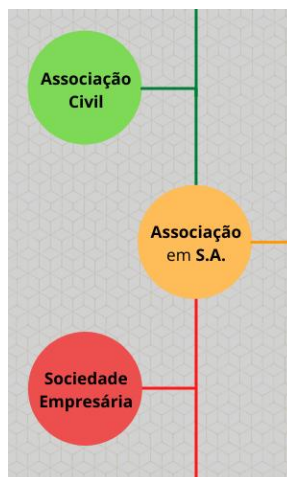 Associação
Civil
Associação
em S.A.
Sociedade
Empresária